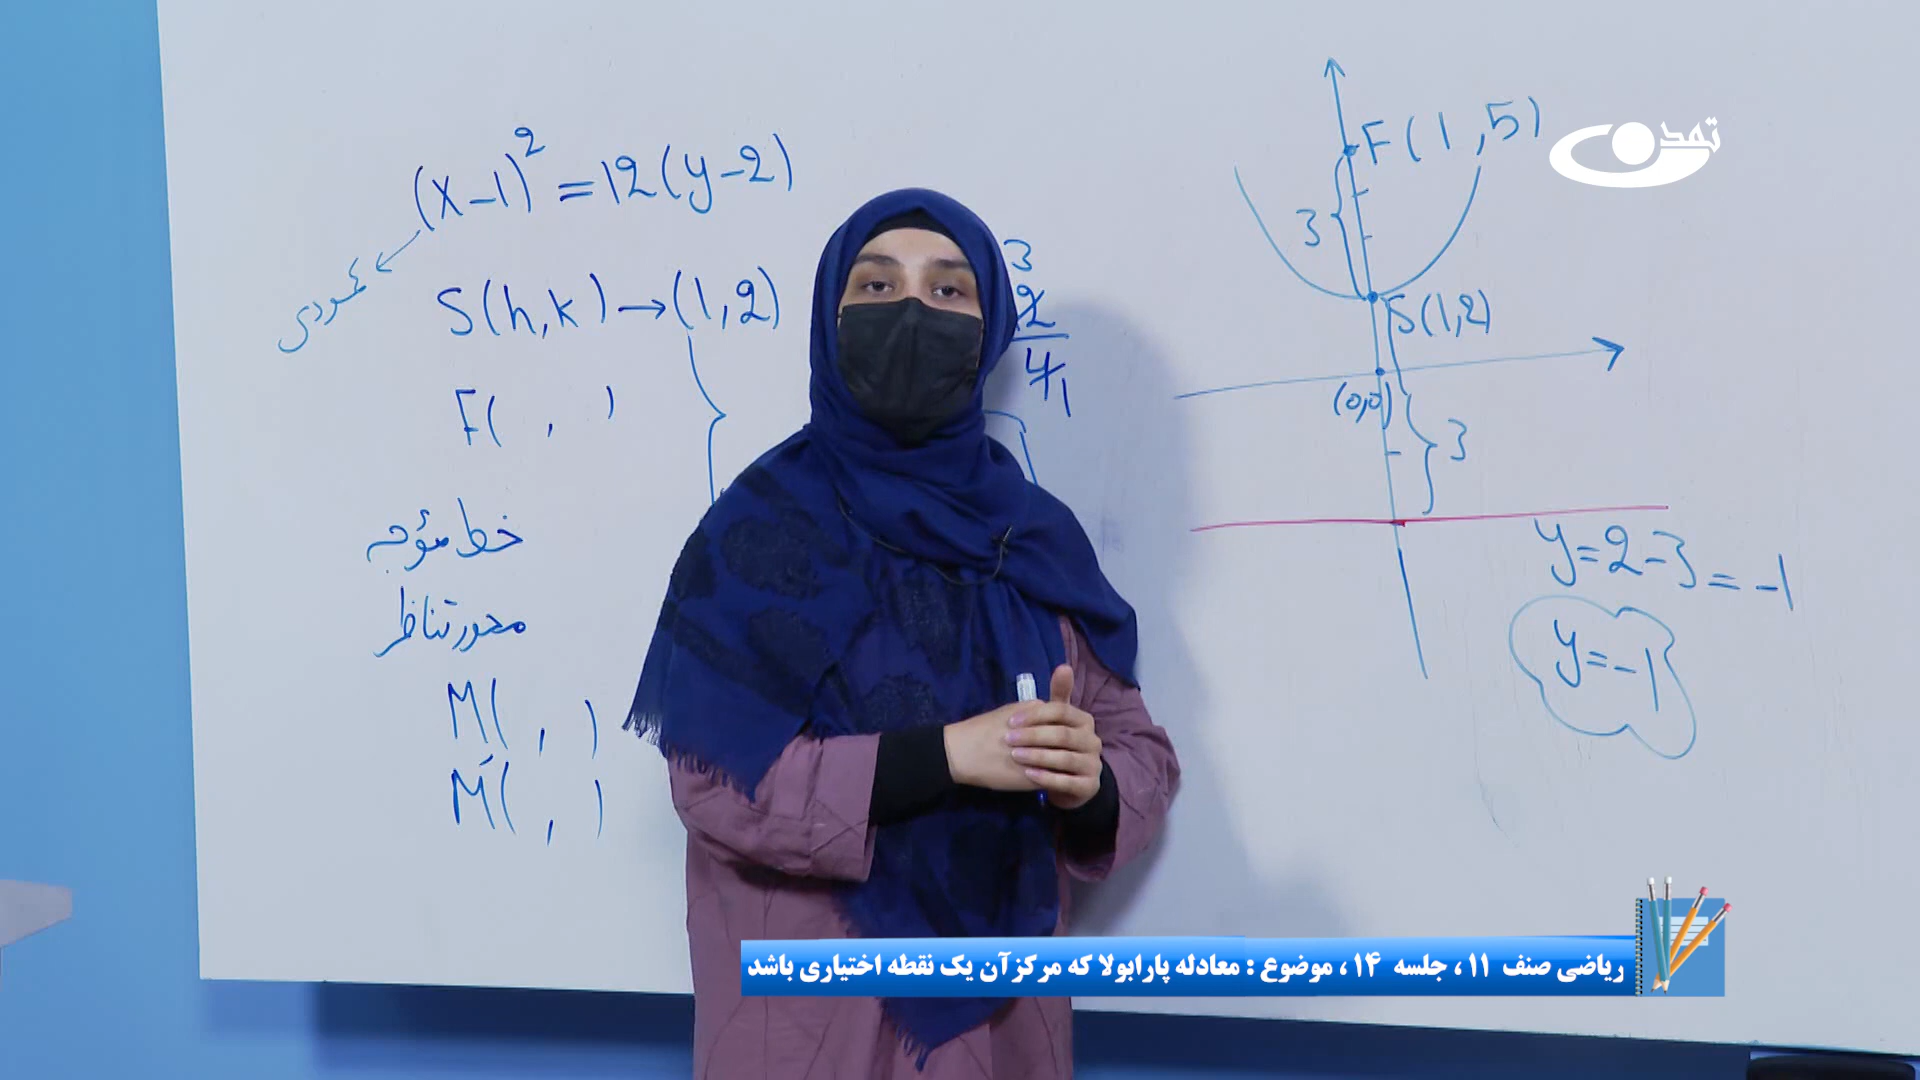 (x-1)² = 12(y-2)
عمودی
S(h,k) → (1,2)
F( , )
خط مؤجه
محور تناظر
M( , )
M'( , )
3
2
4
1
F(1,5)
3
S(1,2)
(0,0)
3
y=2-3=-1
y=-1
تمدن
ریاضی صنف ۱۱ ، جلسه ۱۴ ، موضوع : معادله پارابولا که مرکز آن یک نقطه اختیاری باشد